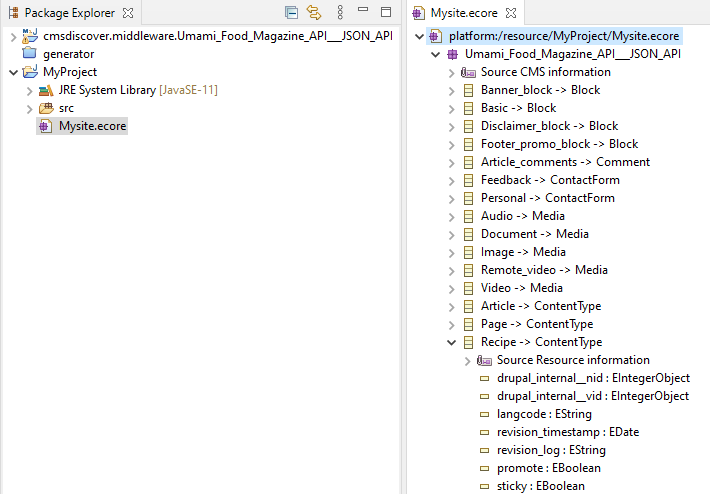 Package Explorer
cmsdiscover.middleware.Umami_Food_Magazine_API___JSON_API
generator
MyProject
JRE System Library [JavaSE-11]
src
Mysite.ecore
Mysite.ecore
platform:/resource/MyProject/Mysite.ecore
Umami_Food_Magazine_API___JSON_API
Source CMS information
Banner_block -> Block
Basic -> Block
Disclaimer_block -> Block
Footer_promo_block -> Block
Article_comments -> Comment
Feedback -> ContactForm
Personal -> ContactForm
Audio -> Media
Document -> Media
Image -> Media
Remote_video -> Media
Video -> Media
Article -> ContentType
Page -> ContentType
Recipe -> ContentType
Source Resource information
drupal_internal__nid : EIntegerObject
drupal_internal__vid : EIntegerObject
langcode : EString
revision_timestamp : EDate
revision_log : EString
promote : EBoolean
sticky : EBoolean